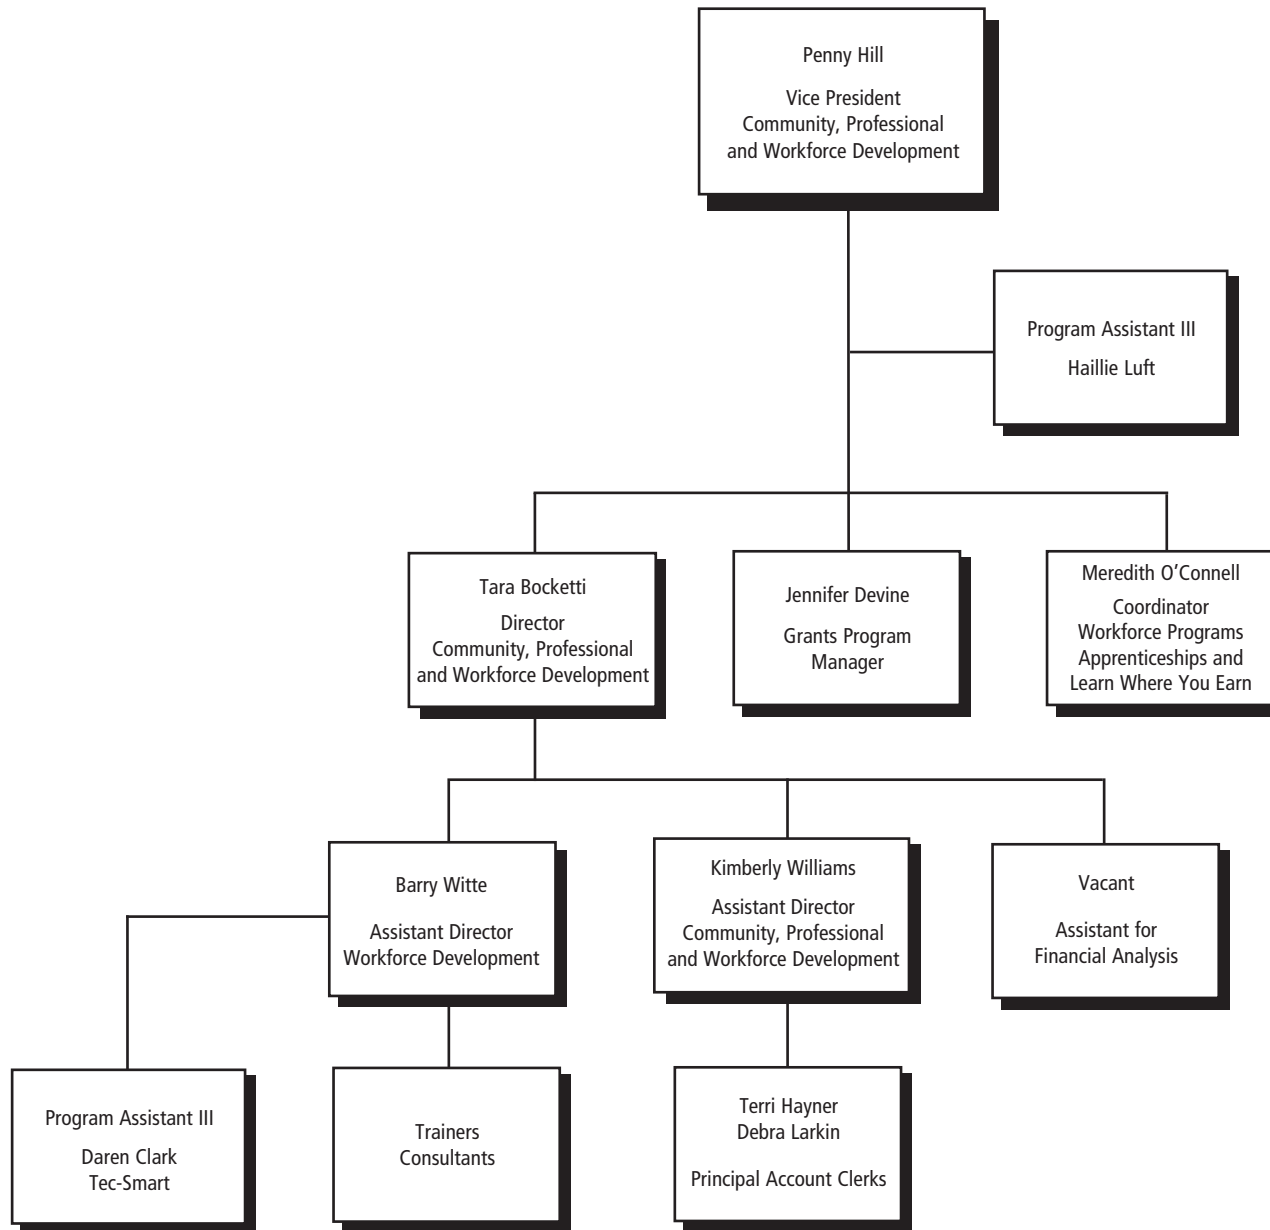 Penny Hill
Vice President
Community, Professional
and Workforce Development
Program Assistant III
Haillie Luft
Tara Bocketti
Director
Community, Professional
and Workforce Development
Jennifer Devine
Grants Program
Manager
Meredith O’Connell
Coordinator
Workforce Programs
Apprenticeships and
Learn Where You Earn
Barry Witte
Assistant Director
Workforce Development
Kimberly Williams
Assistant Director
Community, Professional
and Workforce Development
Vacant
Assistant for
Financial Analysis
Program Assistant III
Daren Clark
Tec-Smart
Trainers
Consultants
Terri Hayner
Debra Larkin
Principal Account Clerks